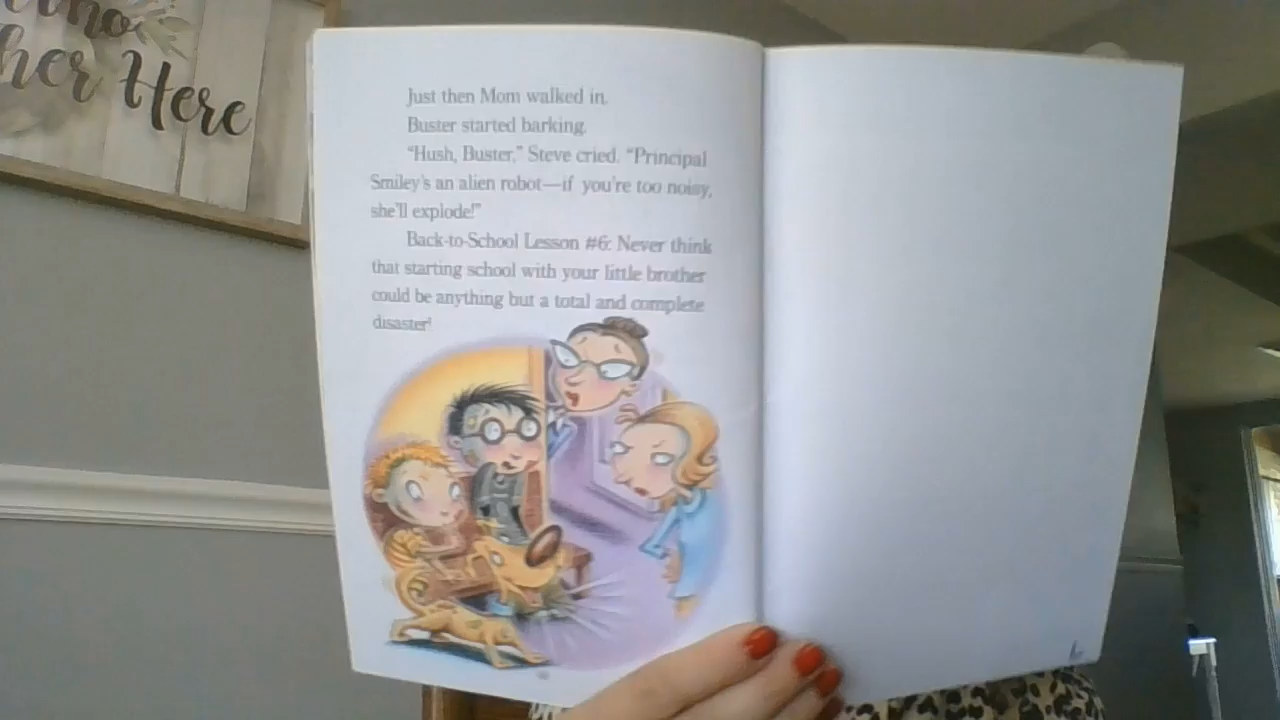 her Here
Just then Mom walked in.
Buster started barking.
“Hush, Buster,” Steve cried. “Principal
Smiley’s an alien robot—if you’re too noisy,
she’ll explode!”
Back-to-School Lesson #6: Never think
that starting school with your little brother
could be anything but a total and complete
disaster!